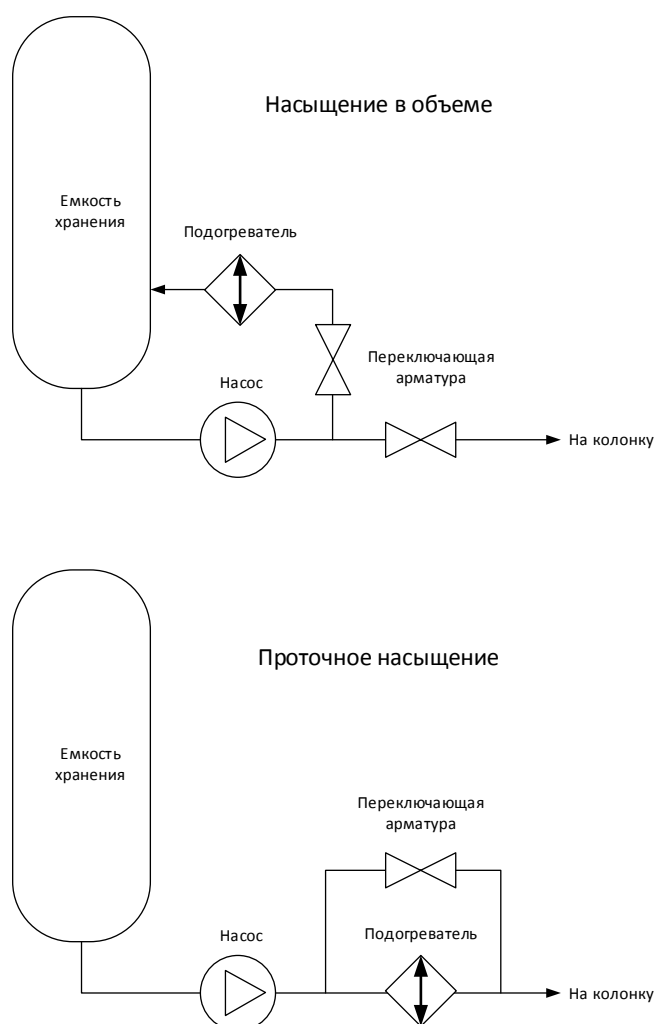 Насыщение в объеме
Емкость
хранения
Подогреватель
Переключающая
арматура
Насос
На колонку
Проточное насыщение
Емкость
хранения
Переключающая
арматура
Насос
Подогреватель
На колонку